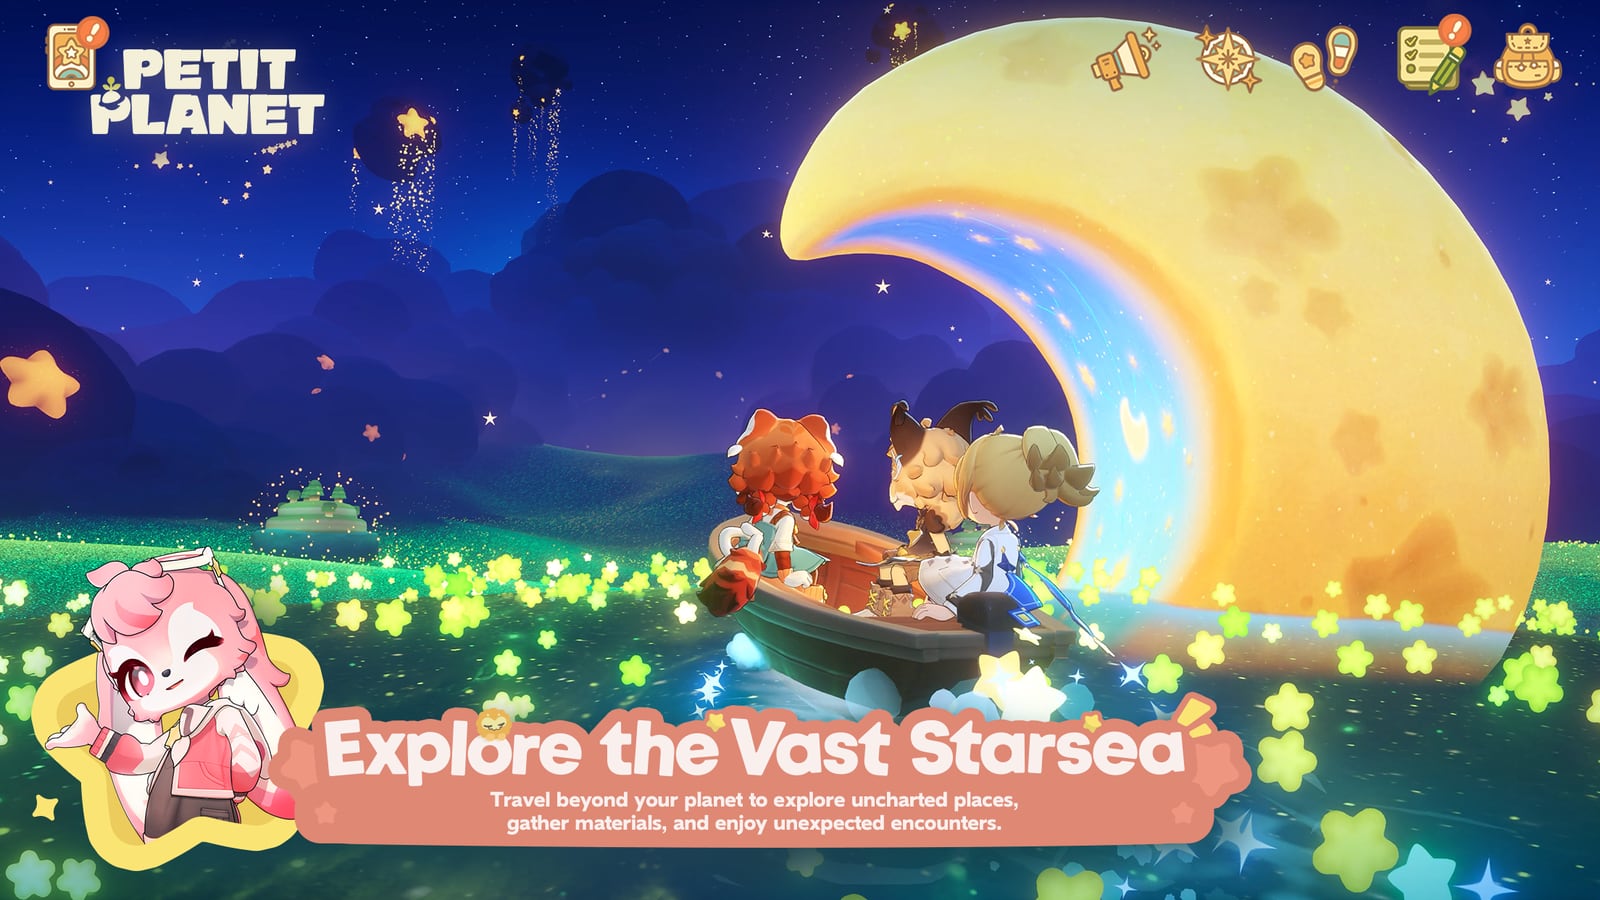 PETIT
PLANET
Explore the Vast Starsea
Travel beyond your planet to explore uncharted places,
gather materials, and enjoy unexpected encounters.